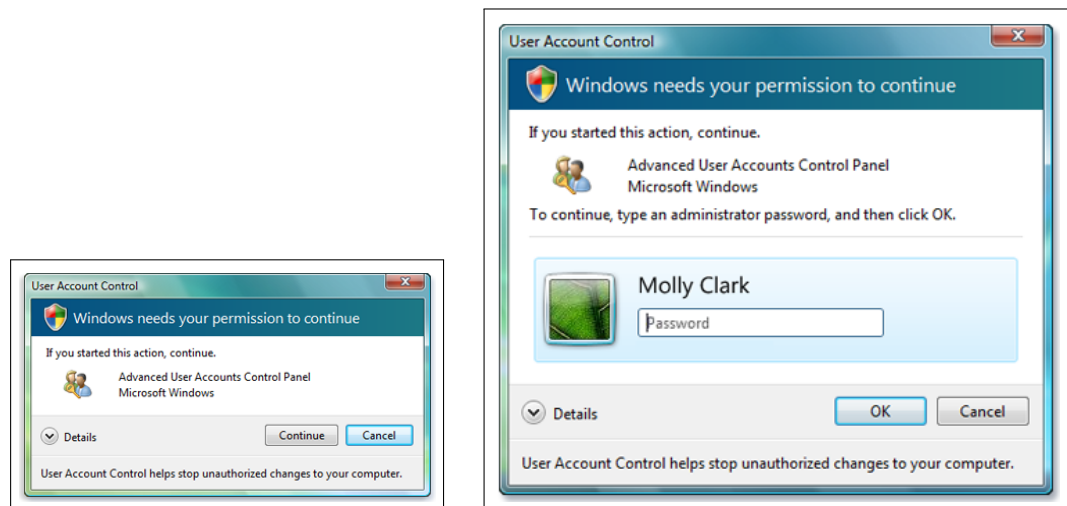 User Account Control
Windows needs your permission to continue
If you started this action, continue.
Advanced User Accounts Control Panel
Microsoft Windows
Details
Continue
Cancel
User Account Control helps stop unauthorized changes to your computer.
User Account Control
Windows needs your permission to continue
If you started this action, continue.
Advanced User Accounts Control Panel
Microsoft Windows
To continue, type an administrator password, and then click OK.
Molly Clark
Password
Details
OK
Cancel
User Account Control helps stop unauthorized changes to your computer.